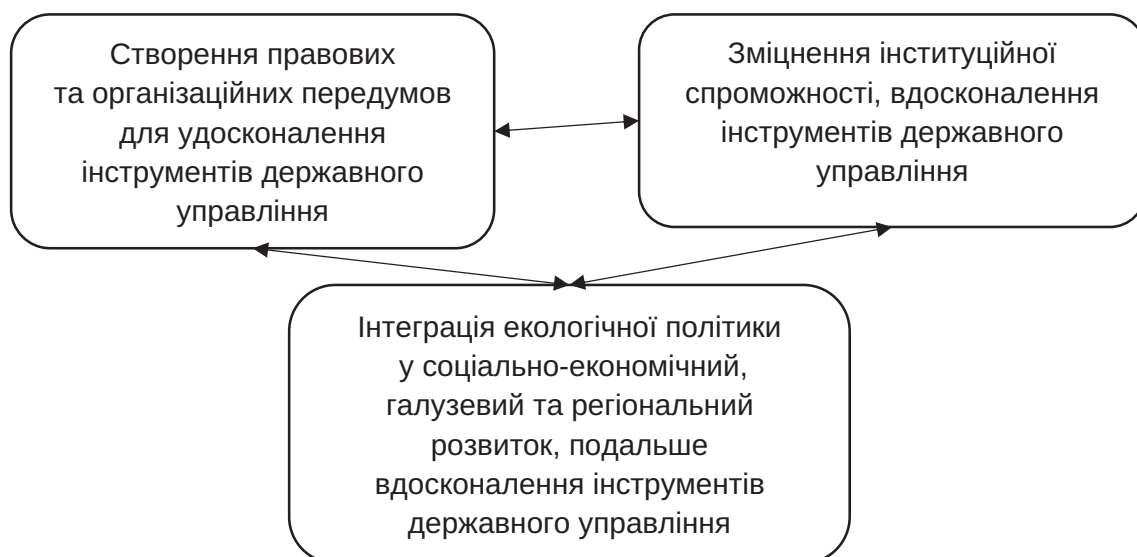 Створення правових
та організаційних передумов
для удосконалення
інструментів державного
управління
Зміцнення інституційної
спроможності, вдосконалення
інструментів державного
управління
Інтеграція екологічної політики
у соціально-економічний,
галузевий та регіональний
розвиток, подальше
вдосконалення інструментів
державного управління